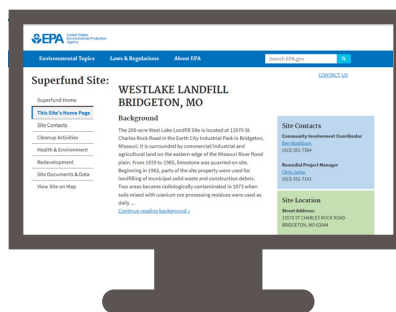 EPA United States
Environmental Protection
Agency
Environmental Topics Laws & Regulations About EPA Search EPA.gov
CONTACT US
Superfund Site:
WESTLAKE LANDFILL
BRIDGETON, MO
Superfund Home
This Site's Home Page
Site Contacts
Cleanup Activities
Health & Environment
Redevelopment
Site Documents & Data
View Site on Map
Background
The 200-acre West Lake Landfill Site is located at 13570 St.
Charles Rock Road in the Earth City Industrial Park in Bridgeton,
Missouri. It is surrounded by commercial/industrial and
agricultural land on the eastern edge of the Missouri River flood
plain. From 1939 to 1985, limestone was quarried on site.
Beginning in 1962, parts of the site property were used for
landfilling of municipal solid waste and construction debris.
Two areas became radiologically contaminated in 1973 when
soils mixed with uranium ore processing residues were used as
daily ...
Continue reading background »
Site Contacts
Community Involvement Coordinator
Ben Washburn
(913) 551-7364
Remedial Project Manager
Chris Jump
(913) 551-7141
Site Location
Street Address:
13570 ST CHARLES ROCK ROAD
BRIDGETON, MO 63044